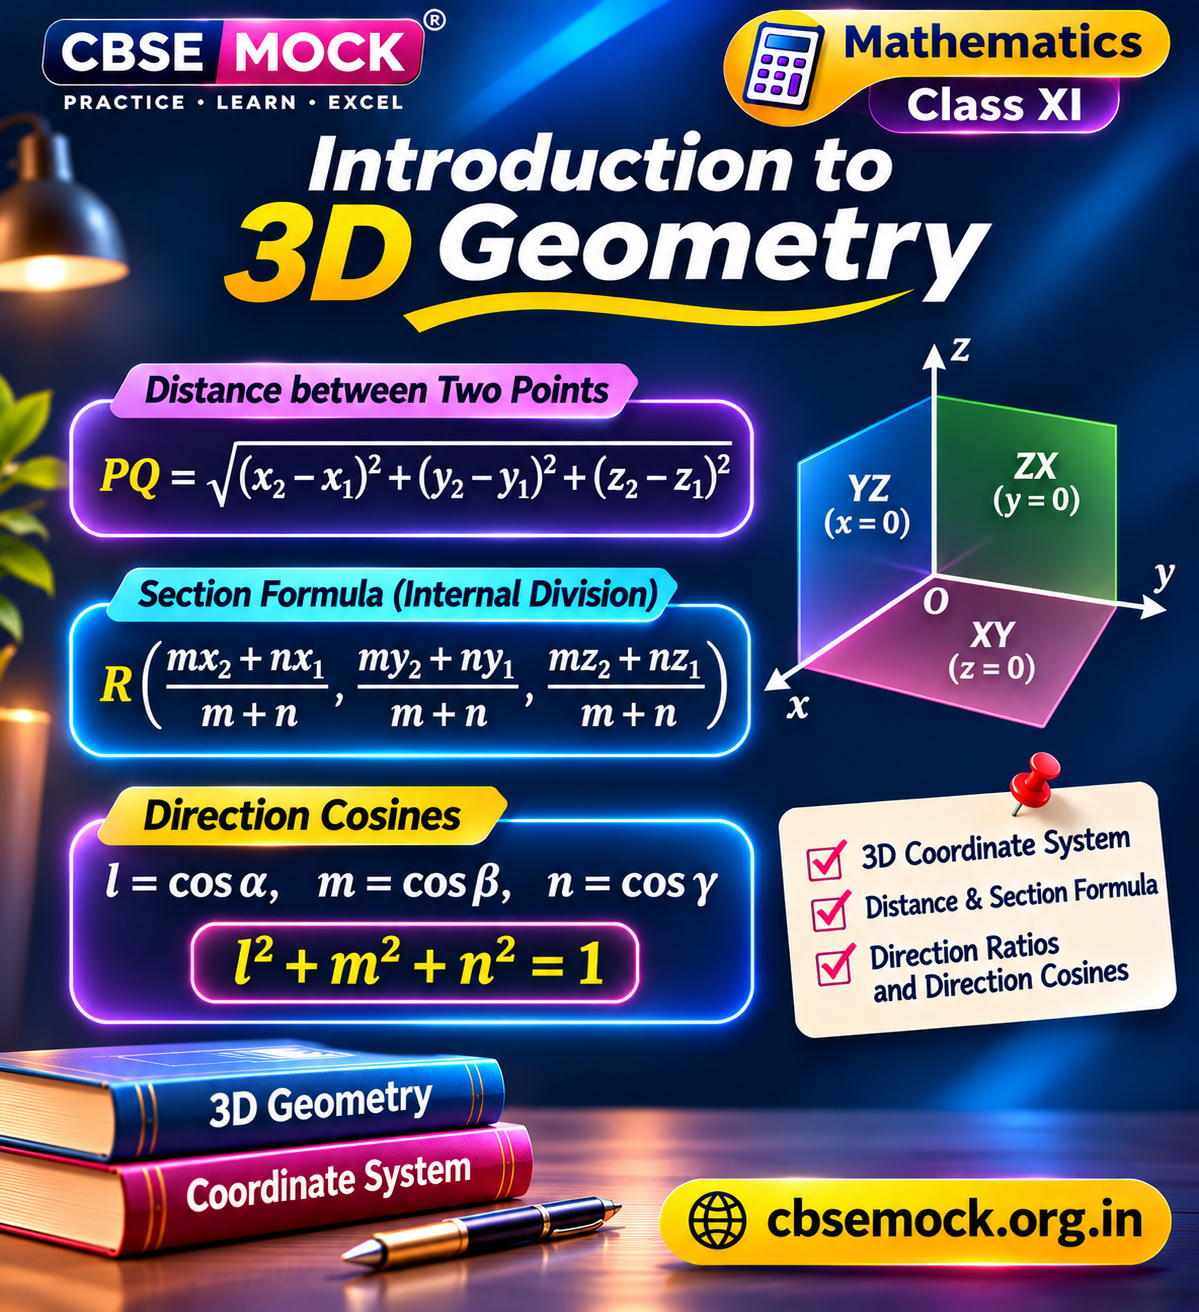 CBSE MOCK ®
PRACTICE • LEARN • EXCEL
Mathematics
Class XI
Introduction to
3D Geometry
Distance between Two Points
PQ = √(x₂ − x₁)² + (y₂ − y₁)² + (z₂ − z₁)²
Section Formula (Internal Division)
R ( mx₂ + nx₁ / m + n , my₂ + ny₁ / m + n , mz₂ + nz₁ / m + n )
Direction Cosines
l = cos α, m = cos β, n = cos γ
l² + m² + n² = 1
z
YZ
(x = 0)
ZX
(y = 0)
y
O
XY
(z = 0)
x
3D Coordinate System
Distance & Section Formula
Direction Ratios
and Direction Cosines
3D Geometry
Coordinate System
cbsemock.org.in